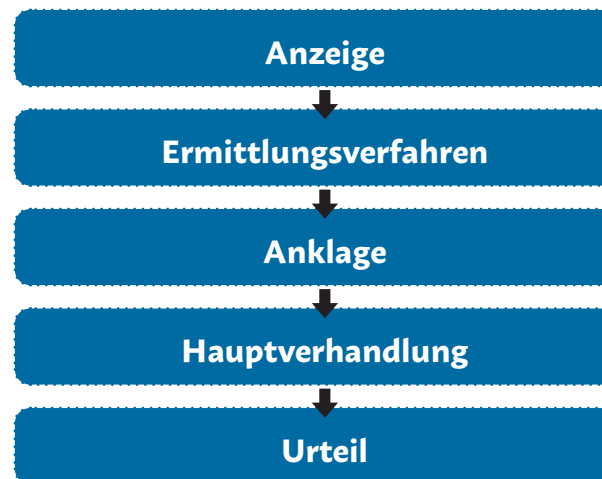 Anzeige
Ermittlungsverfahren
Anklage
Hauptverhandlung
Urteil